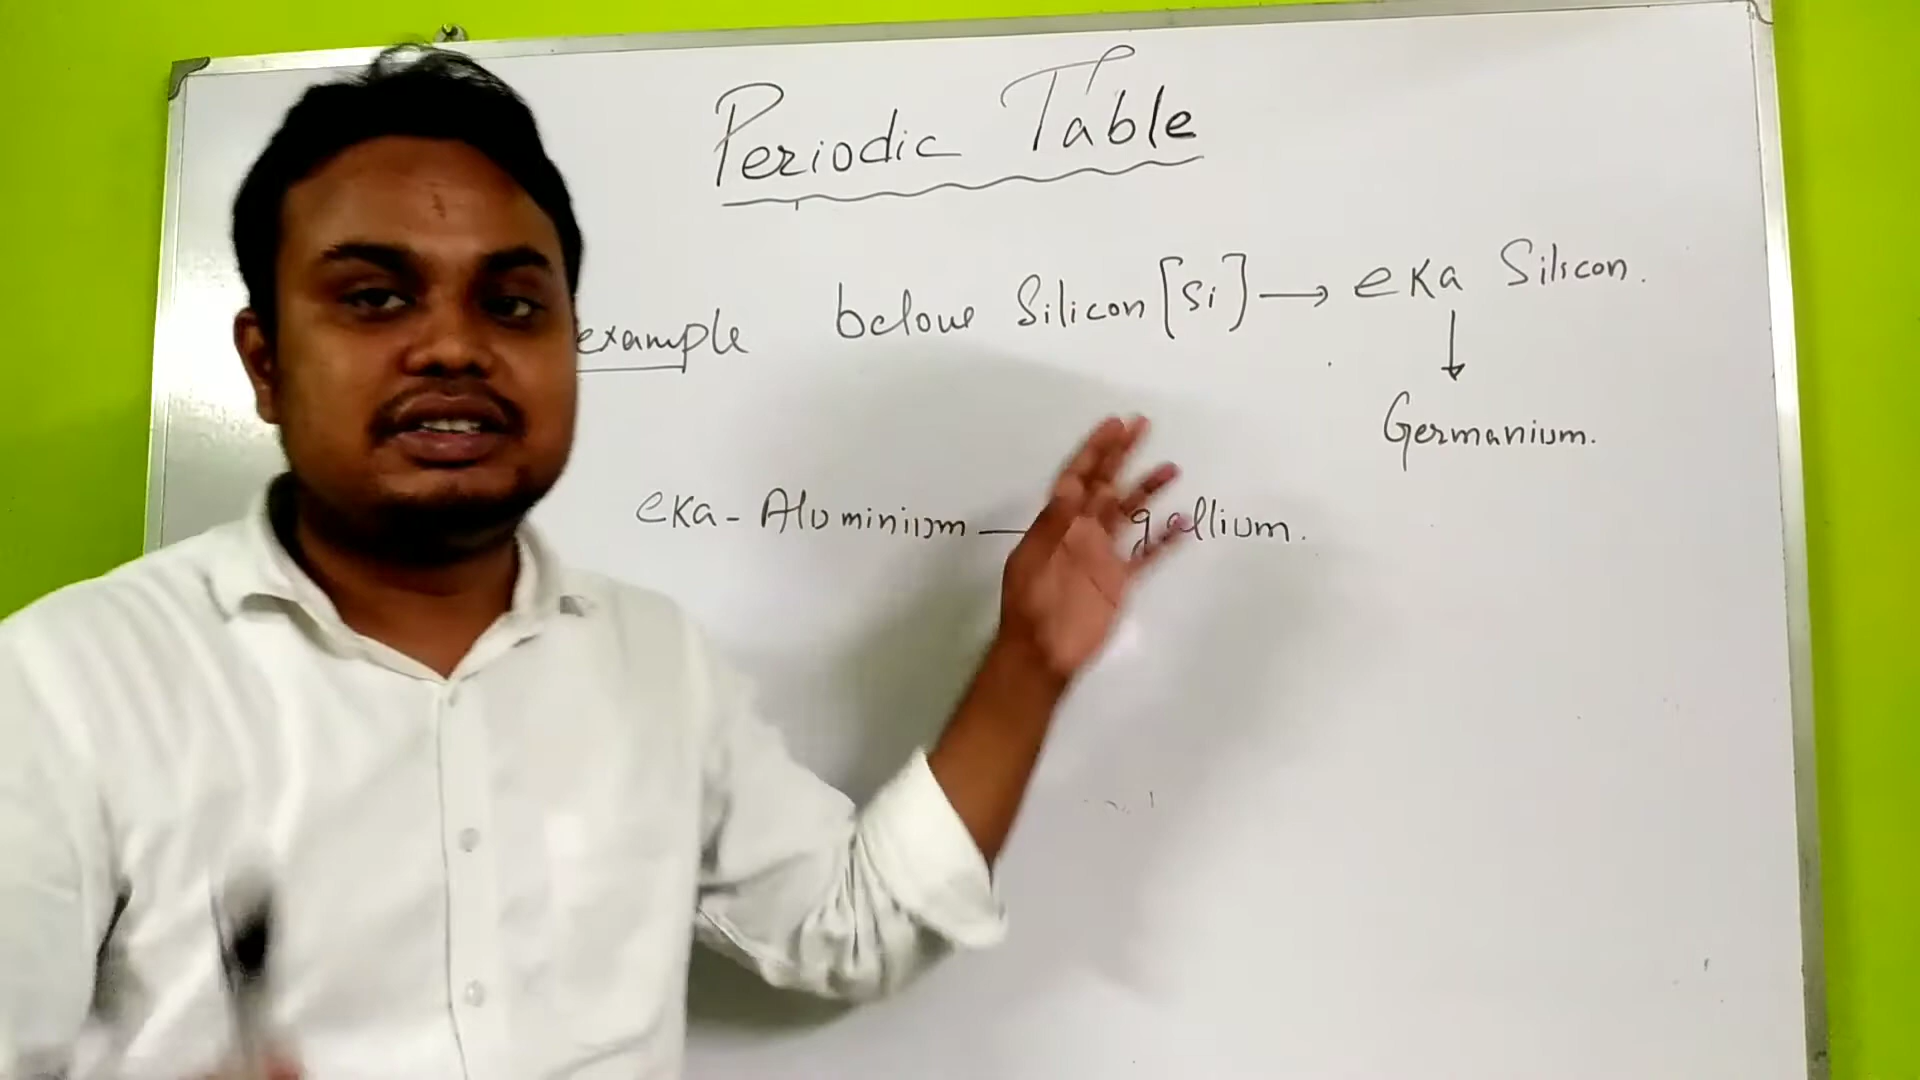 Periodic Table
example below Silicon [Si] → eKa Silicon.
↓
Germanium.
eKa - Aluminium — gallium.